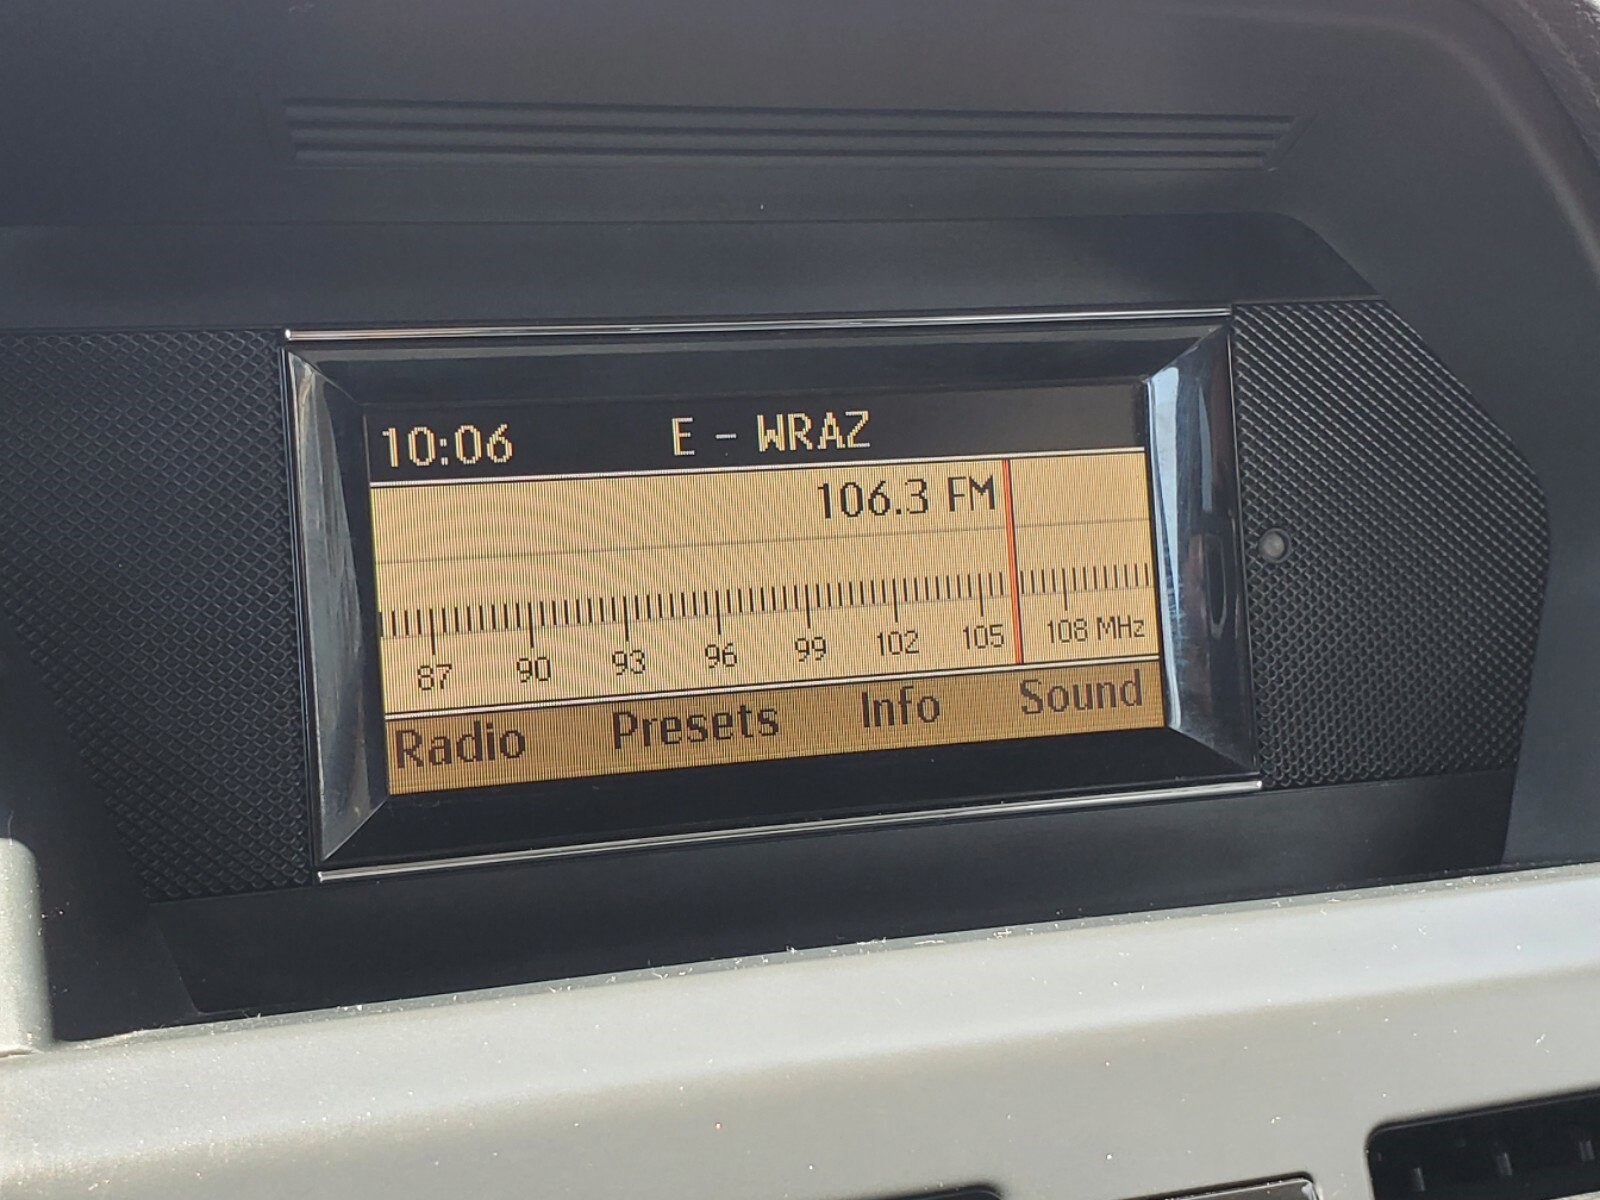 10:06 E - WRAZ
106.3 FM
87 90 93 96 99 102 105 108 MHz
Radio Presets Info Sound